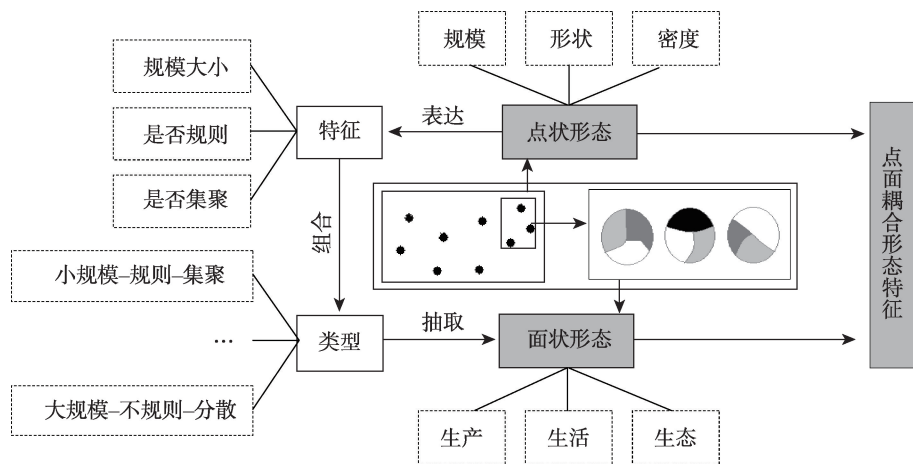 规模
形状
密度
规模大小
是否规则
是否集聚
特征
表达
点状形态
组合
点面耦合形态特征
小规模–规则–集聚
…
大规模–不规则–分散
类型
抽取
面状形态
生产
生活
生态